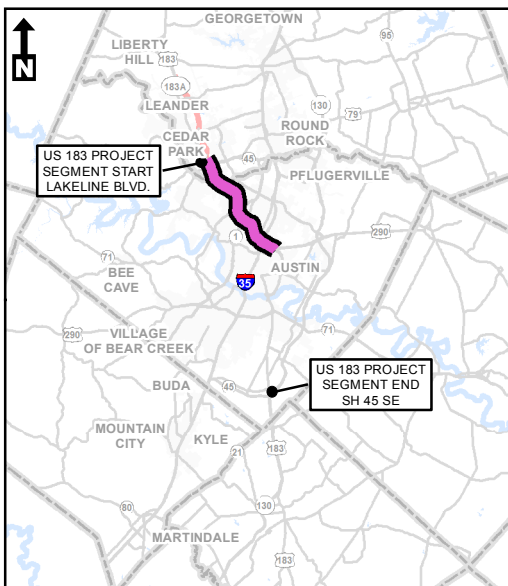 GEORGETOWN
LIBERTY
HILL
183
95
183A
LEANDER
130
79
CEDAR
PARK
ROUND
ROCK
US 183 PROJECT
SEGMENT START
LAKELINE BLVD.
45
PFLUGERVILLE
N
1
290
71
BEE
CAVE
AUSTIN
35
290
VILLAGE
OF BEAR CREEK
71
US 183 PROJECT
SEGMENT END
SH 45 SE
BUDA
45
MOUNTAIN
CITY
KYLE
21
183
80
130
MARTINDALE
183